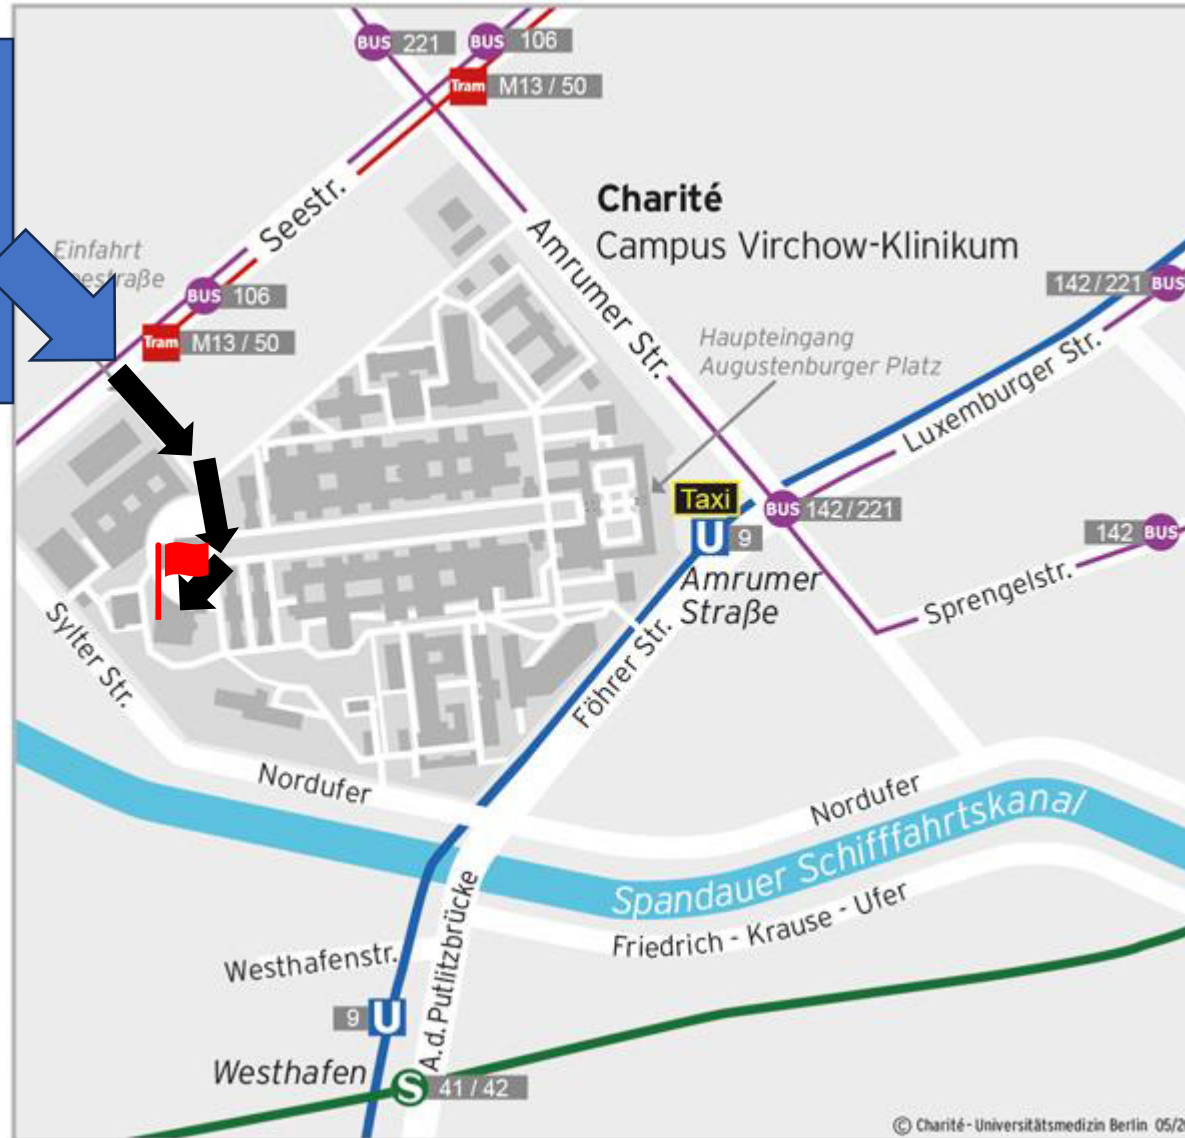 BUS 221
BUS 106
Tram M13 / 50
Seestr.
Charité
Campus Virchow-Klinikum
Amrumer Str.
Einfahrt
BUS 106
Tram M13 / 50
142 / 221 BUS
Haupteingang
Augustenburger Platz
Luxemburger Str.
Taxi
BUS 142 / 221
U 9
142 BUS
Amrumer
Straße
Sprengelstr.
Sylter Str.
Föhrer Str.
Nordufer
Nordufer
Spandauer Schifffahrtskanal
Friedrich - Krause - Ufer
Westhafenstr.
A.d.Putlitzbrücke
9 U
Westhafen
S 41 / 42
© Charité - Universitätsmedizin Berlin